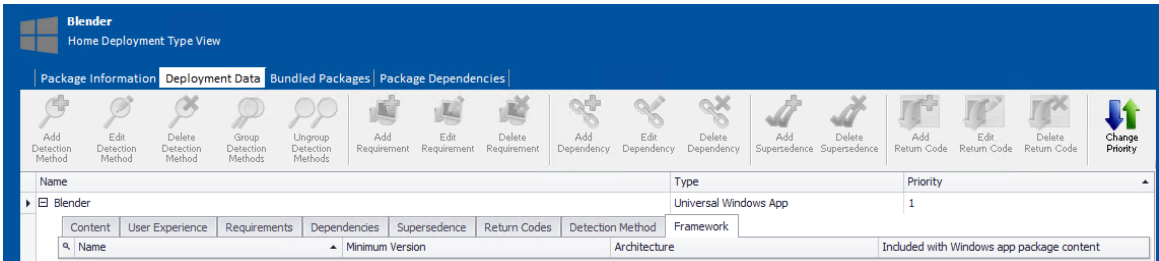 Blender
Home Deployment Type View
Package Information Deployment Data Bundled Packages Package Dependencies
Add Detection Method Edit Detection Method Delete Detection Method Group Detection Methods Ungroup Detection Methods Add Requirement Edit Requirement Delete Requirement Add Dependency Edit Dependency Delete Dependency Add Supersedence Delete Supersedence Add Return Code Edit Return Code Delete Return Code Change Priority
Name Type Priority
Blender Universal Windows App 1
Content User Experience Requirements Dependencies Supersedence Return Codes Detection Method Framework
Name Minimum Version Architecture Included with Windows app package content